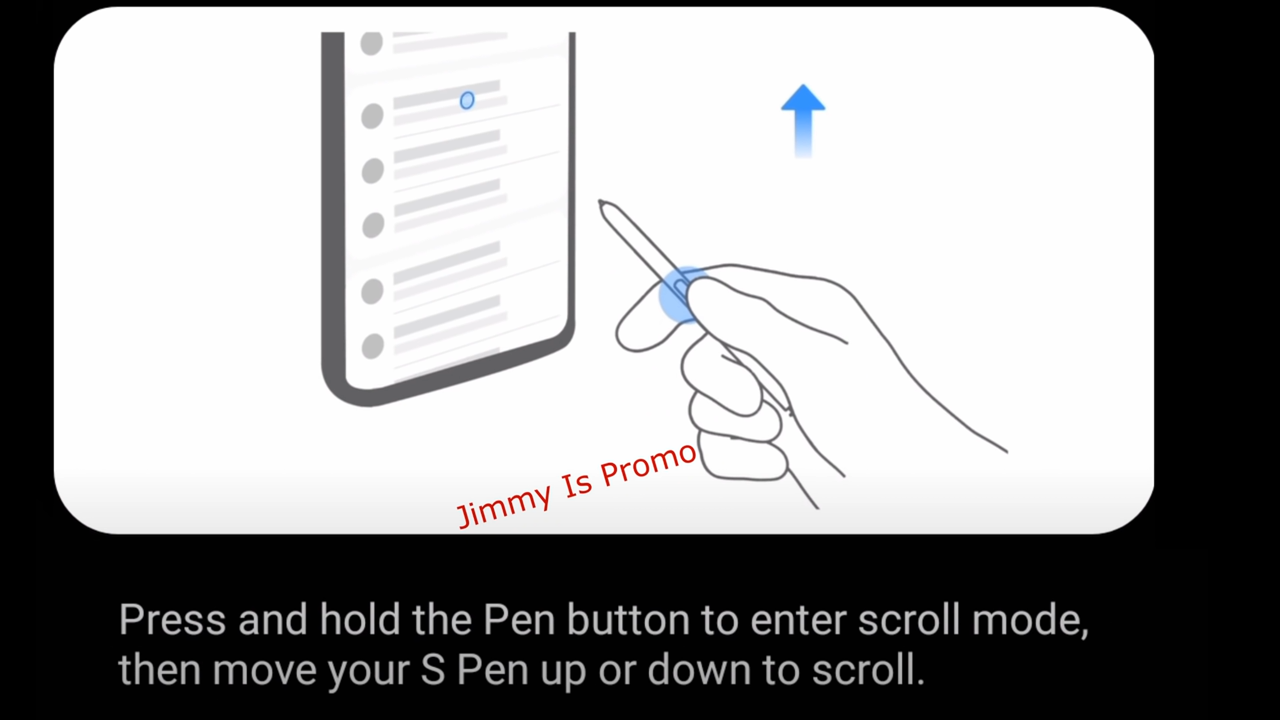 Jimmy Is Promo
Press and hold the Pen button to enter scroll mode,
then move your S Pen up or down to scroll.